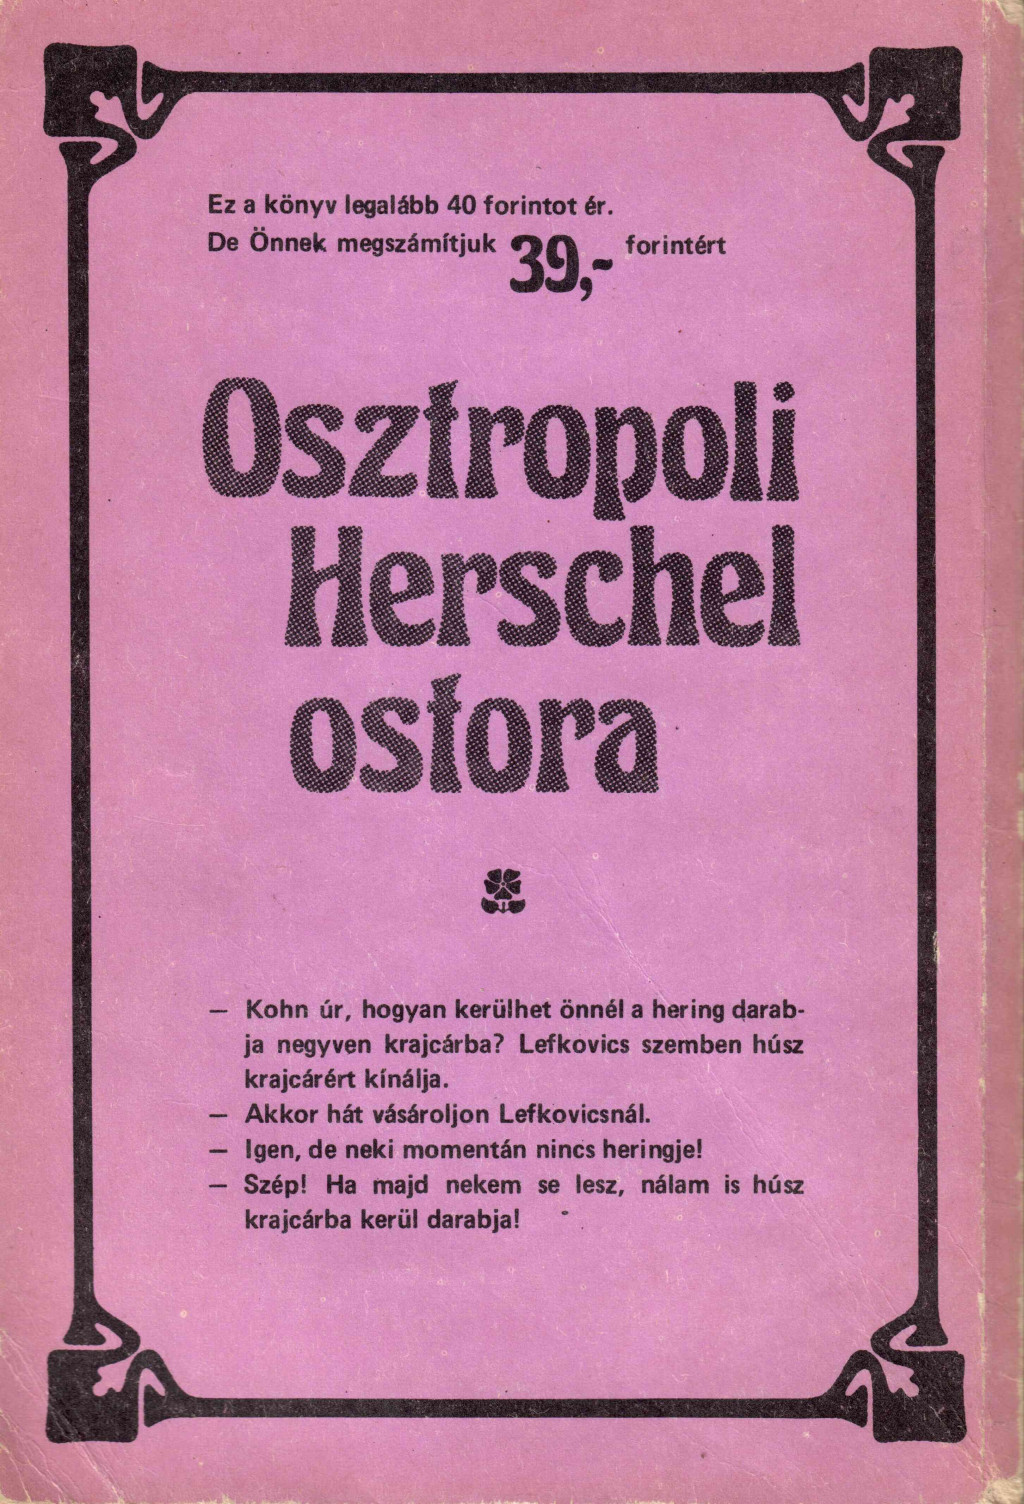 Ez a könyv legalább 40 forintot ér.
De Önnek megszámítjuk 39,- forintért
Osztropoli
Herschel
ostora
— Kohn úr, hogyan kerülhet önnél a hering darab-
ja negyven krajcárba? Lefkovics szemben húsz
krajcárért kínálja.
— Akkor hát vásároljon Lefkovicsnál.
— Igen, de neki momentán nincs heringje!
— Szép! Ha majd nekem se lesz, nálam is húsz
krajcárba kerül darabja!